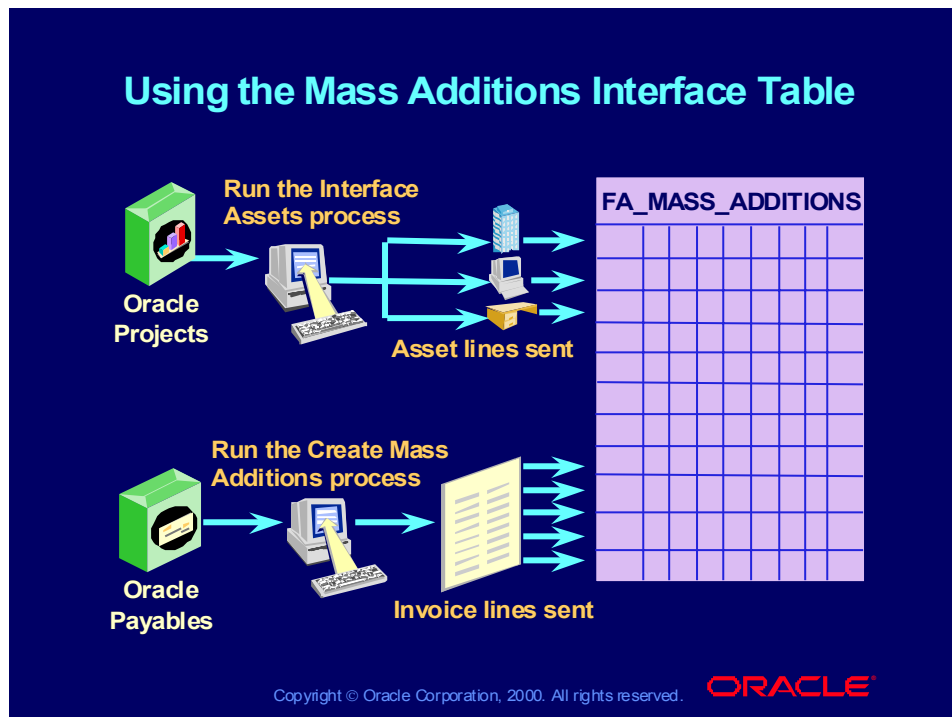 Using the Mass Additions Interface Table
Run the Interface
Assets process
FA_MASS_ADDITIONS
Oracle
Projects
Asset lines sent
Run the Create Mass
Additions process
Oracle
Payables
Invoice lines sent
Copyright © Oracle Corporation, 2000. All rights reserved.
ORACLE®